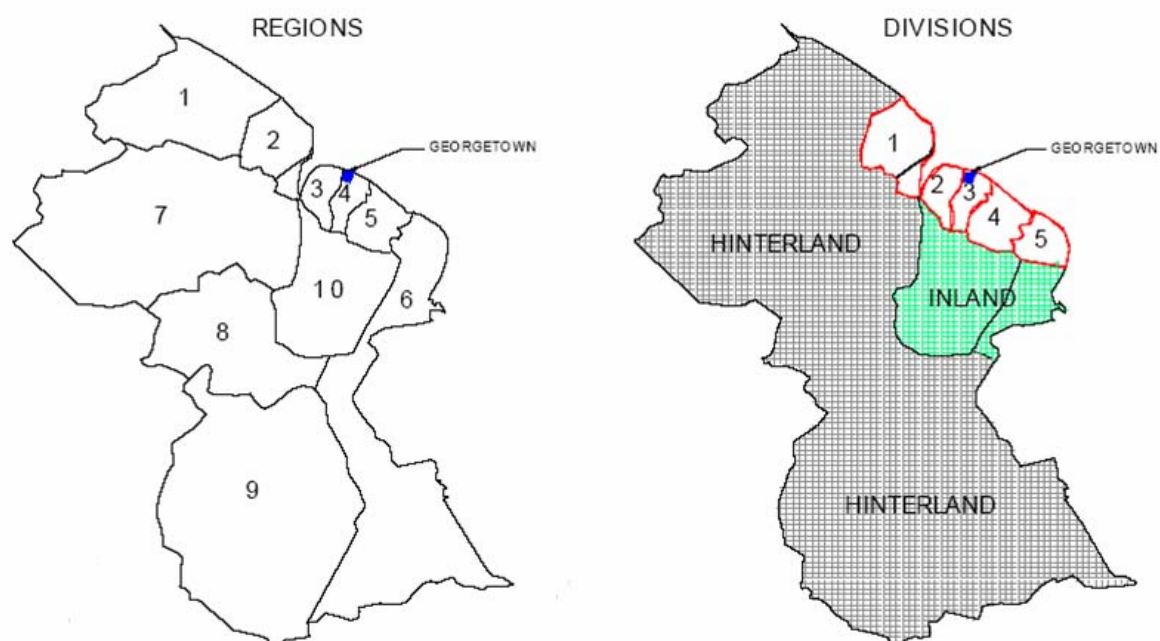 REGIONS
1
2
GEORGETOWN
3
4
5
7
10
6
8
9
DIVISIONS
1
GEORGETOWN
2
3
4
5
HINTERLAND
INLAND
HINTERLAND